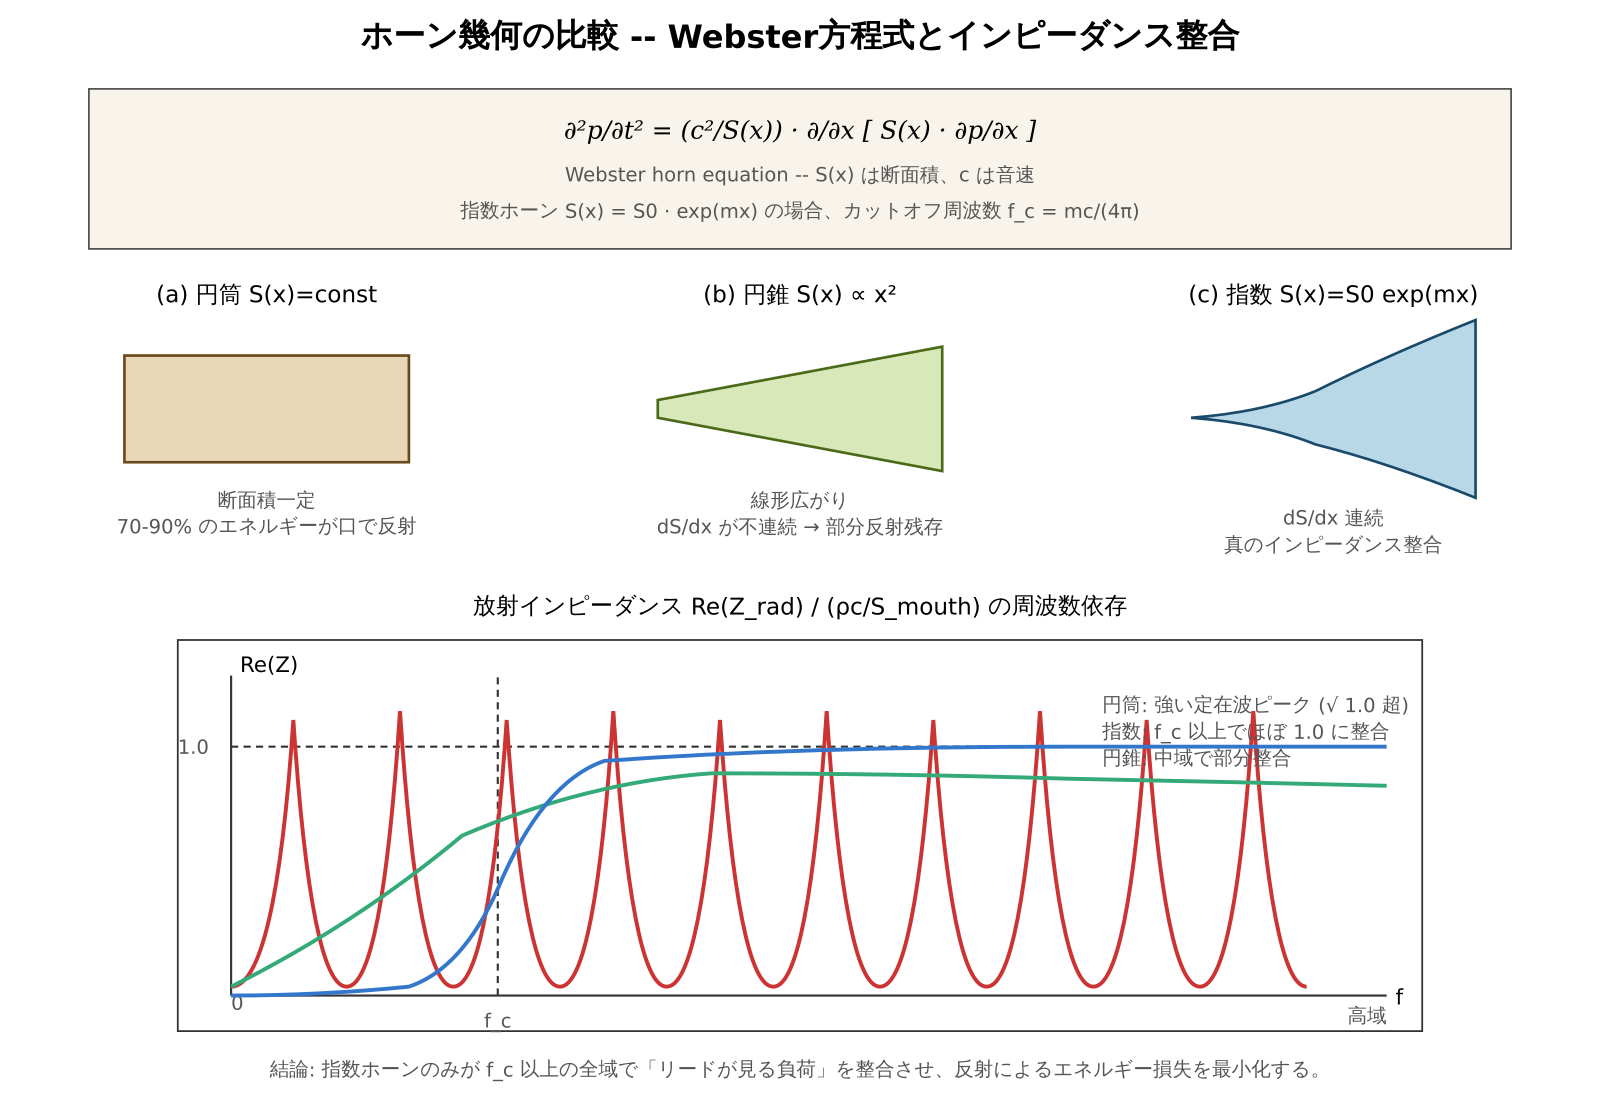 ホーン幾何の比較 -- Webster方程式とインピーダンス整合
∂²p/∂t² = (c²/S(x)) · ∂/∂x [ S(x) · ∂p/∂x ]
Webster horn equation -- S(x) は断面積、c は音速
指数ホーン S(x) = S0 · exp(mx) の場合、カットオフ周波数 f_c = mc/(4π)
(a) 円筒 S(x)=const
(b) 円錐 S(x) ∝ x²
(c) 指数 S(x)=S0 exp(mx)
断面積一定
70-90% のエネルギーが口で反射
線形広がり
dS/dx が不連続 → 部分反射残存
dS/dx 連続
真のインピーダンス整合
放射インピーダンス Re(Z_rad) / (ρc/S_mouth) の周波数依存
Re(Z)
円筒: 強い定在波ピーク (√ 1.0 超)
指数: f_c 以上でほぼ 1.0 に整合
円錐: 中域で部分整合
1.0
0
f_c
f
高域
結論: 指数ホーンのみが f_c 以上の全域で「リードが見る負荷」を整合させ、反射によるエネルギー損失を最小化する。